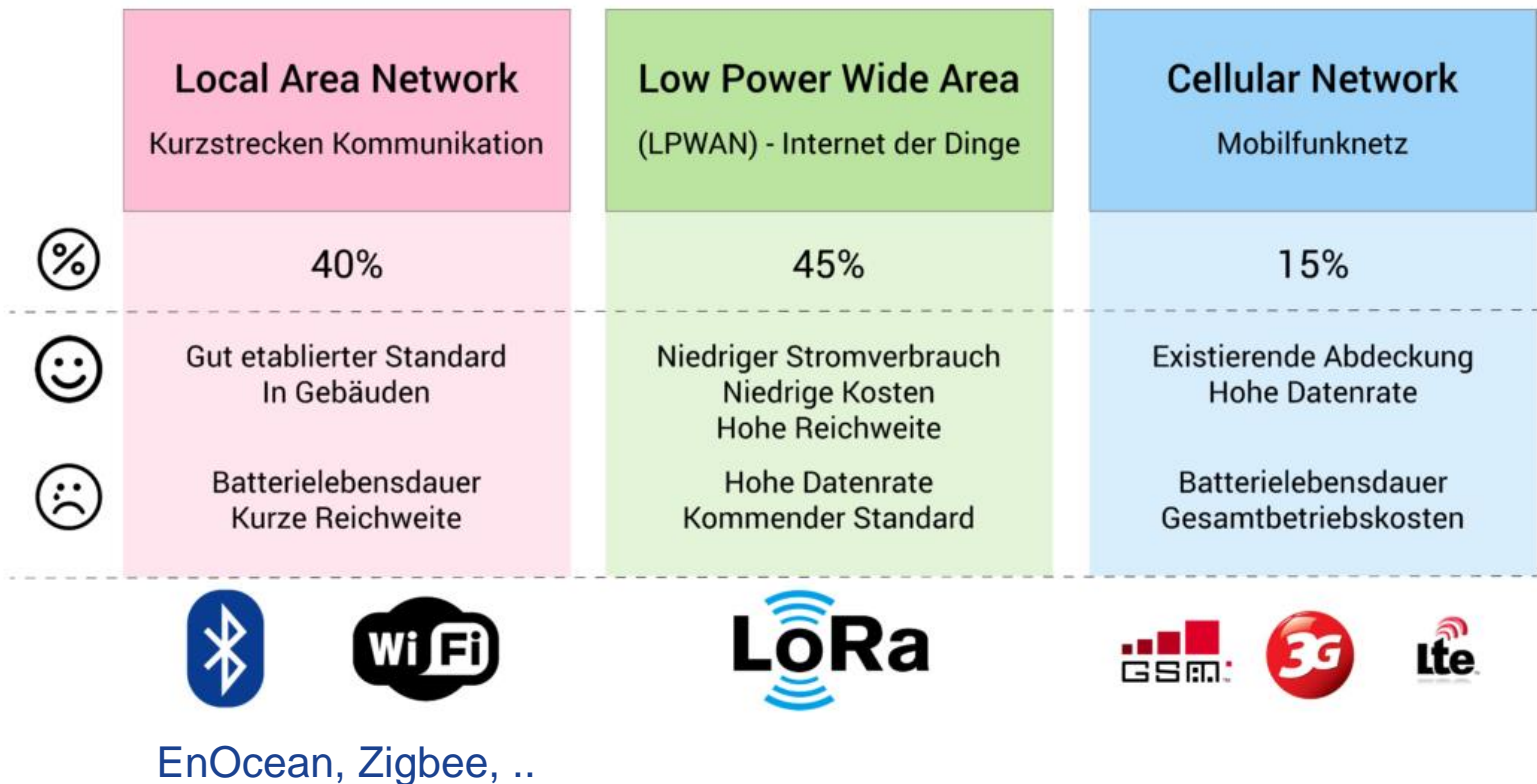 Local Area Network
Kurzstrecken Kommunikation
Low Power Wide Area
(LPWAN) - Internet der Dinge
Cellular Network
Mobilfunknetz
%
40%
45%
15%
Gut etablierter Standard
In Gebäuden
Niedriger Stromverbrauch
Niedrige Kosten
Hohe Reichweite
Existierende Abdeckung
Hohe Datenrate
Batterielebensdauer
Kurze Reichweite
Hohe Datenrate
Kommender Standard
Batterielebensdauer
Gesamtbetriebskosten
Wi Fi
LoRa
GSM
3G
lte
EnOcean, Zigbee, ..